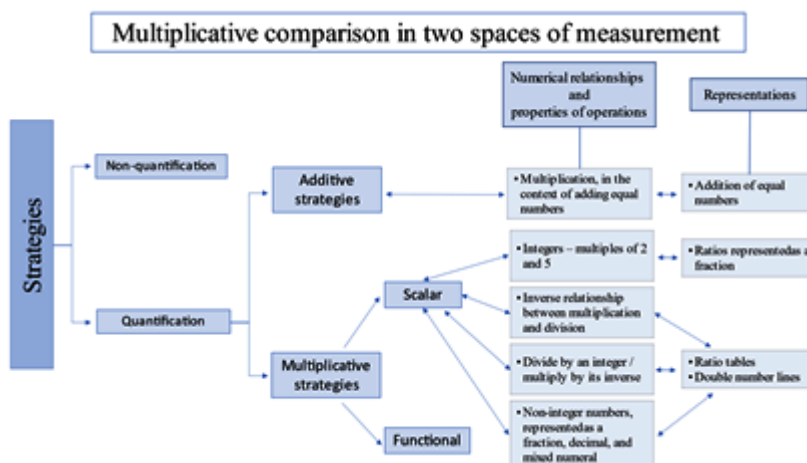 Multiplicative comparison in two spaces of measurement
Numerical relationships
and
properties of operations
Representations
Strategies
Non-quantification
Additive
strategies
• Multiplication, in the
context of adding equal
numbers
• Addition of equal
numbers
• Integers – multiples of 2
and 5
• Ratios representedas a
fraction
Scalar
• Inverse relationship
between multiplication
and division
Quantification
Multiplicative
strategies
• Divide by an integer /
multiply by its inverse
• Ratio tables
• Double number lines
• Non-integer numbers,
representedas a
fraction, decimal, and
mixed numeral
Functional